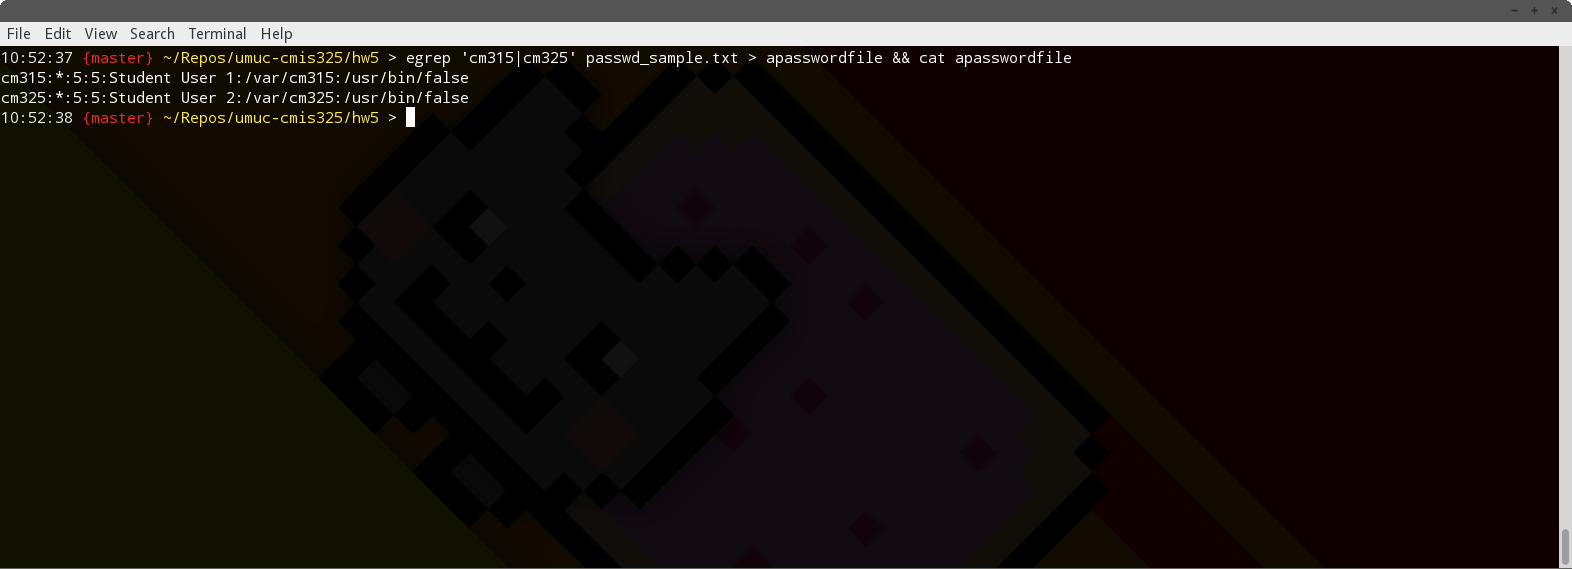 File Edit View Search Terminal Help
10:52:37 {master} ~/Repos/umuc-cmis325/hw5 > egrep 'cm315|cm325' passwd_sample.txt > apasswordfile && cat apasswordfile
cm315:*:5:5:Student User 1:/var/cm315:/usr/bin/false
cm325:*:5:5:Student User 2:/var/cm325:/usr/bin/false
10:52:38 {master} ~/Repos/umuc-cmis325/hw5 >